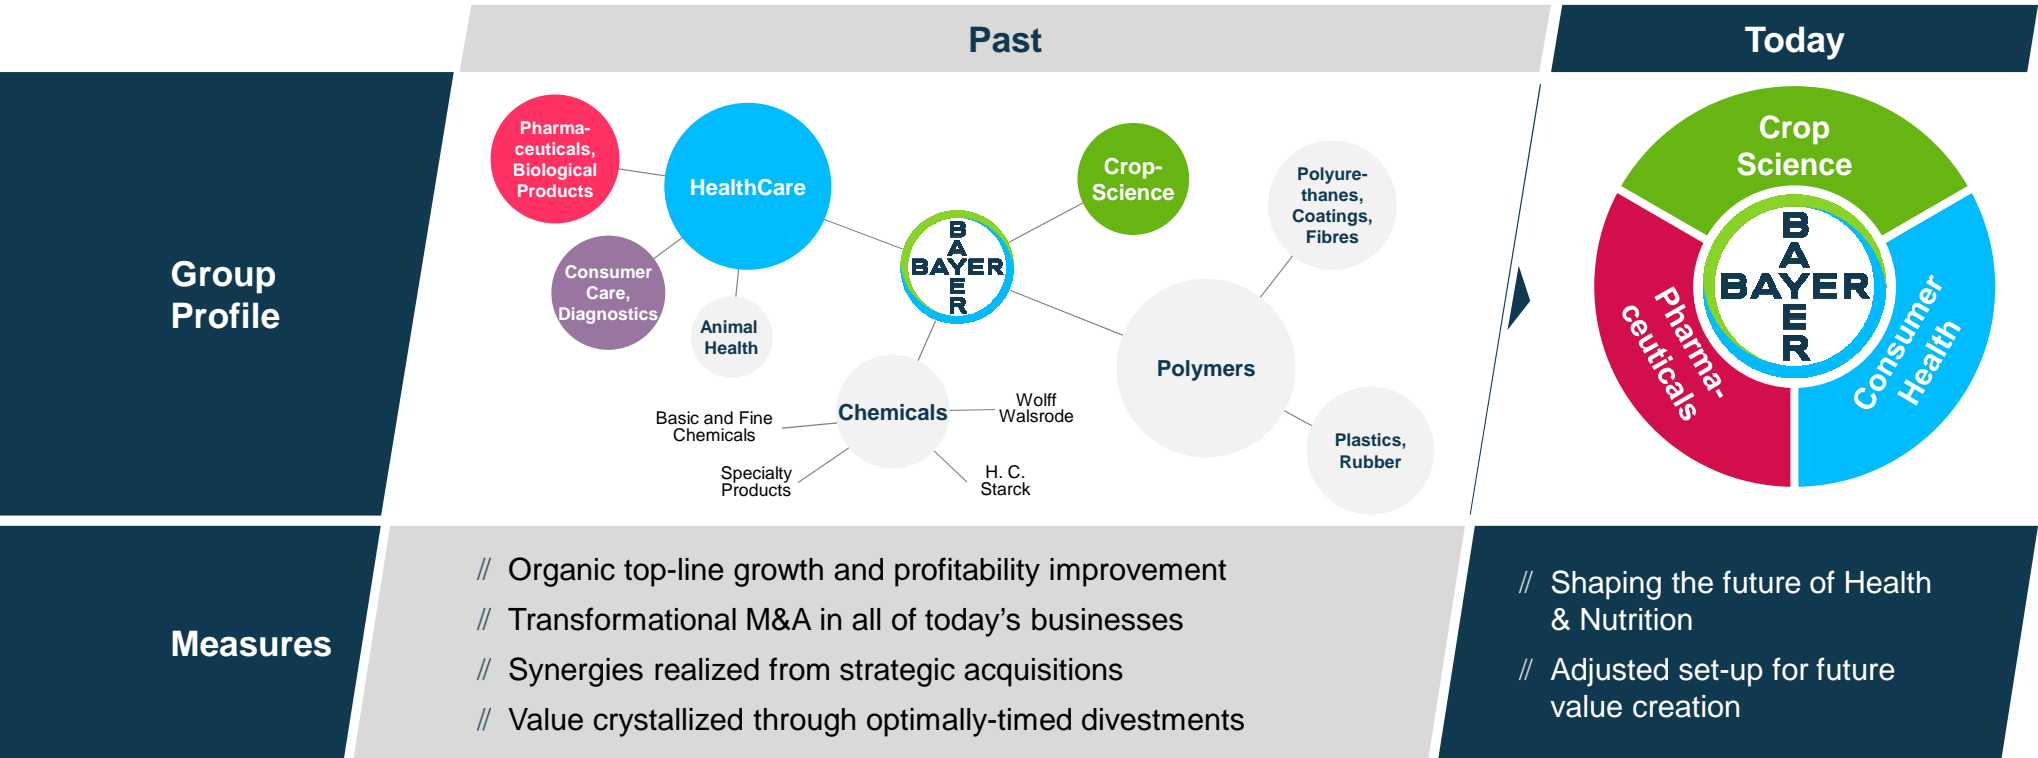 Past
Today
Group
Profile
Pharma-
ceuticals,
Biological
Products
HealthCare
Consumer
Care,
Diagnostics
Animal
Health
BAYER
BAYER
Crop-
Science
Polyure-
thanes,
Coatings,
Fibres
Polymers
Plastics,
Rubber
Chemicals
Basic and Fine
Chemicals
Specialty
Products
Wolff
Walsrode
H. C.
Starck
Crop
Science
Pharma-
ceuticals
Consumer
Health
BAYER
BAYER
Measures
// Organic top-line growth and profitability improvement
// Transformational M&A in all of today’s businesses
// Synergies realized from strategic acquisitions
// Value crystallized through optimally-timed divestments
// Shaping the future of Health
& Nutrition
// Adjusted set-up for future
value creation